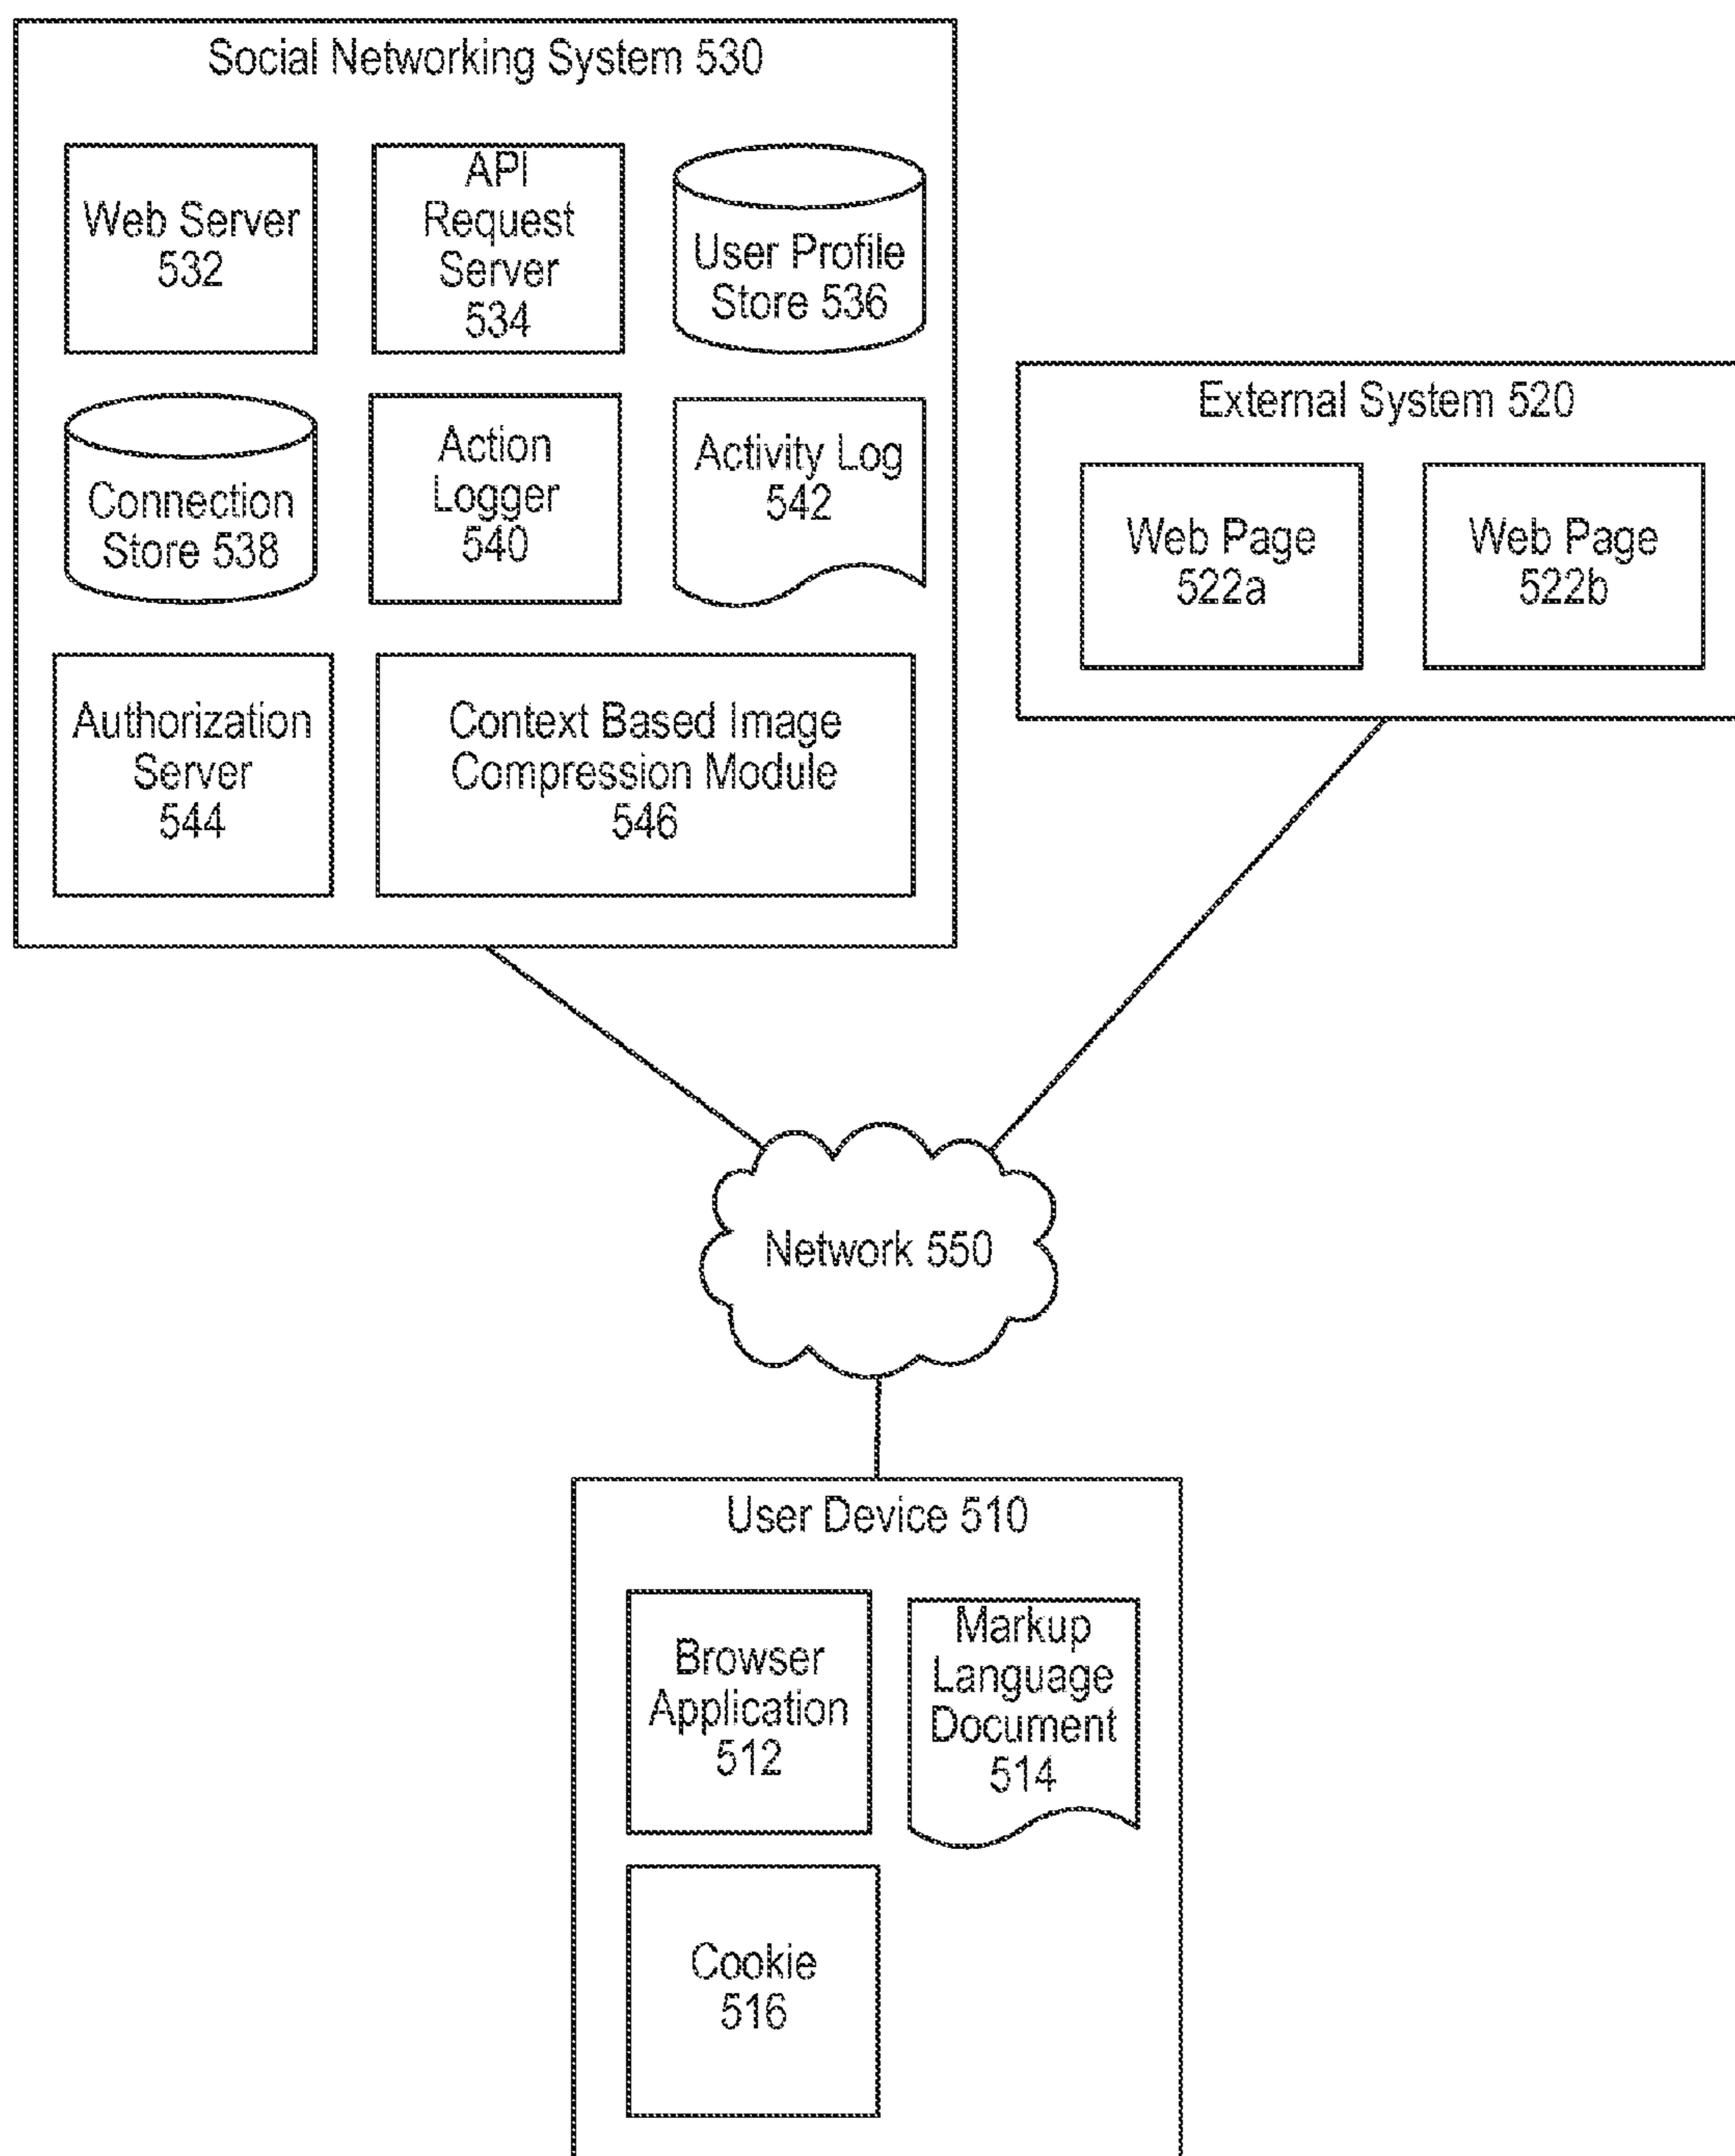 Social Networking System 530
Web Server
532
API
Request
Server
534
User Profile
Store 536
Connection
Store 538
Action
Logger
540
Activity Log
542
Authorization
Server
544
Context Based Image
Compression Module
546
External System 520
Web Page
522a
Web Page
522b
Network 550
User Device 510
Browser
Application
512
Markup
Language
Document
514
Cookie
516